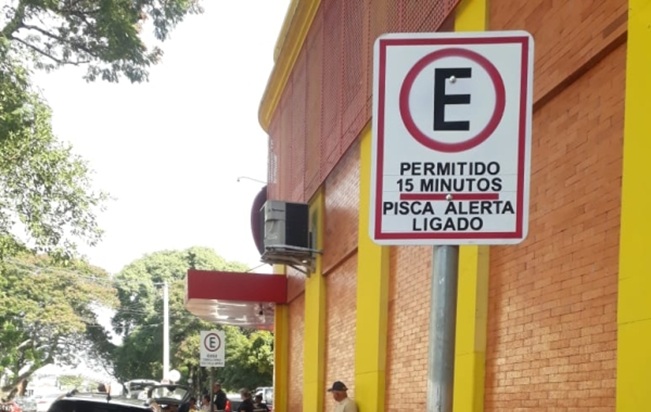 E
PERMITIDO
15 MINUTOS
PISCA ALERTA
LIGADO
E